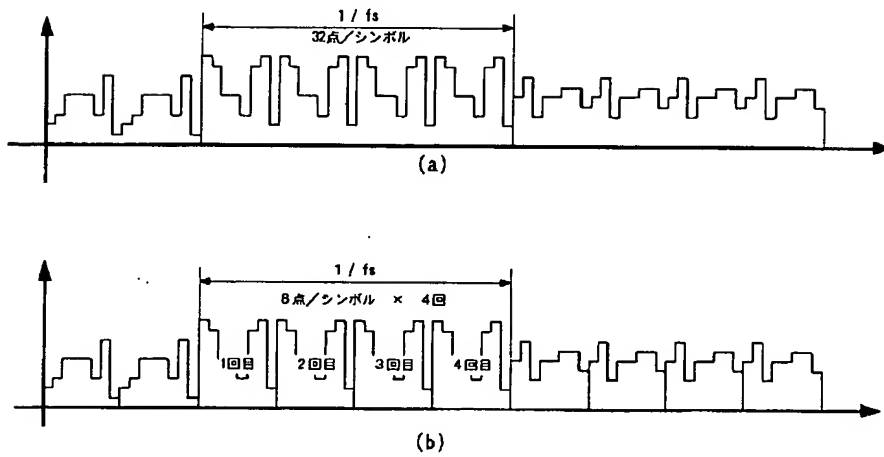 1 / fs
32点/シンボル
(a)
1 / fs
8点/シンボル × 4回
1回目 2回目 3回目 4回目
(b)